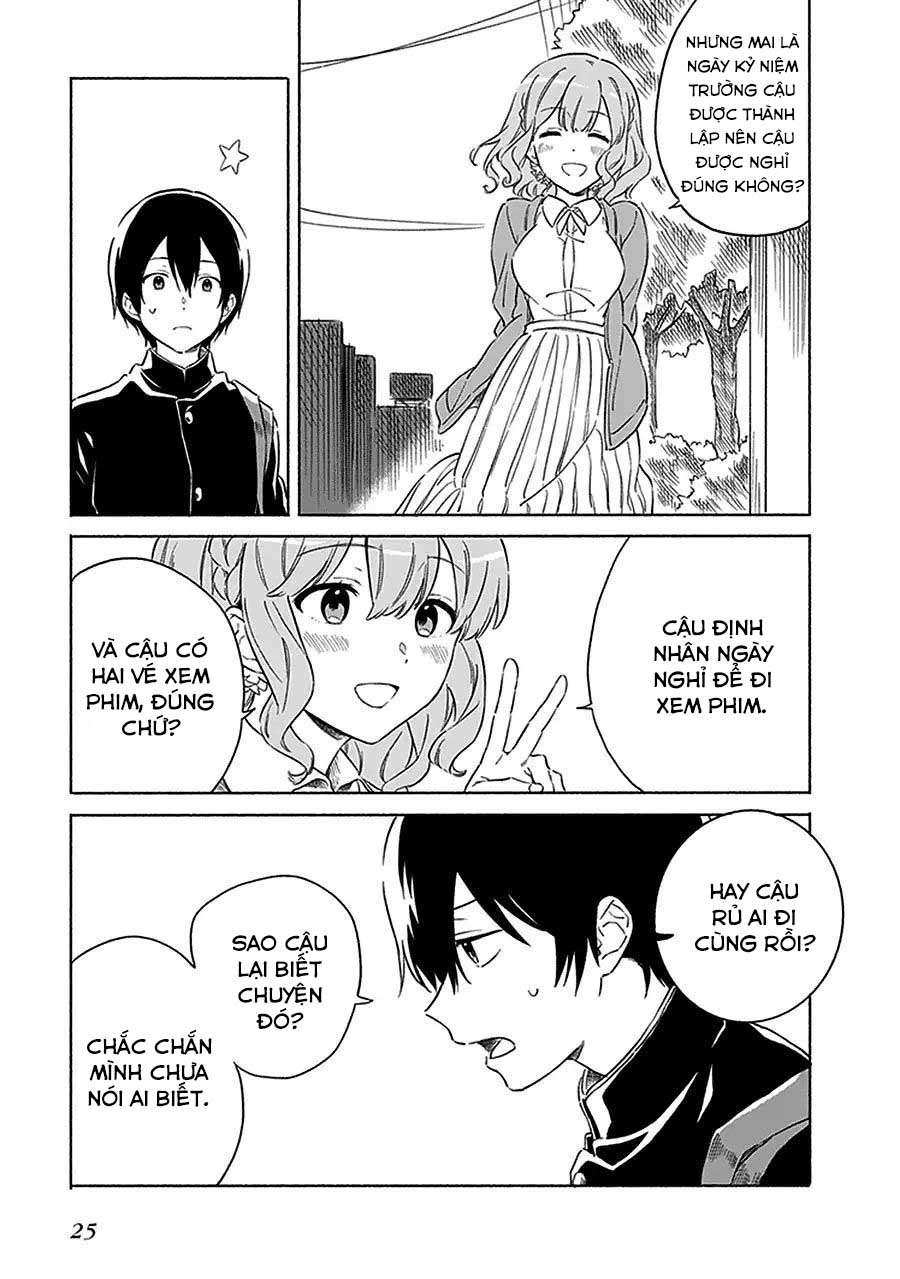 NHƯNG MAI LÀ
NGÀY KỶ NIỆM
TRƯỜNG CẬU
ĐƯỢC THÀNH
LẬP NÊN CẬU
ĐƯỢC NGHỈ
ĐÚNG KHÔNG?
CẬU ĐỊNH
NHÂN NGÀY
NGHỈ ĐỂ ĐI
XEM PHIM.
VÀ CẬU CÓ
HAI VÉ XEM
PHIM, ĐÚNG
CHỨ?
HAY CẬU
RỦ AI ĐI
CÙNG RỒI?
SAO CẬU
LẠI BIẾT
CHUYỆN
ĐÓ?
CHẮC CHẮN
MÌNH CHƯA
NÓI AI BIẾT.
25